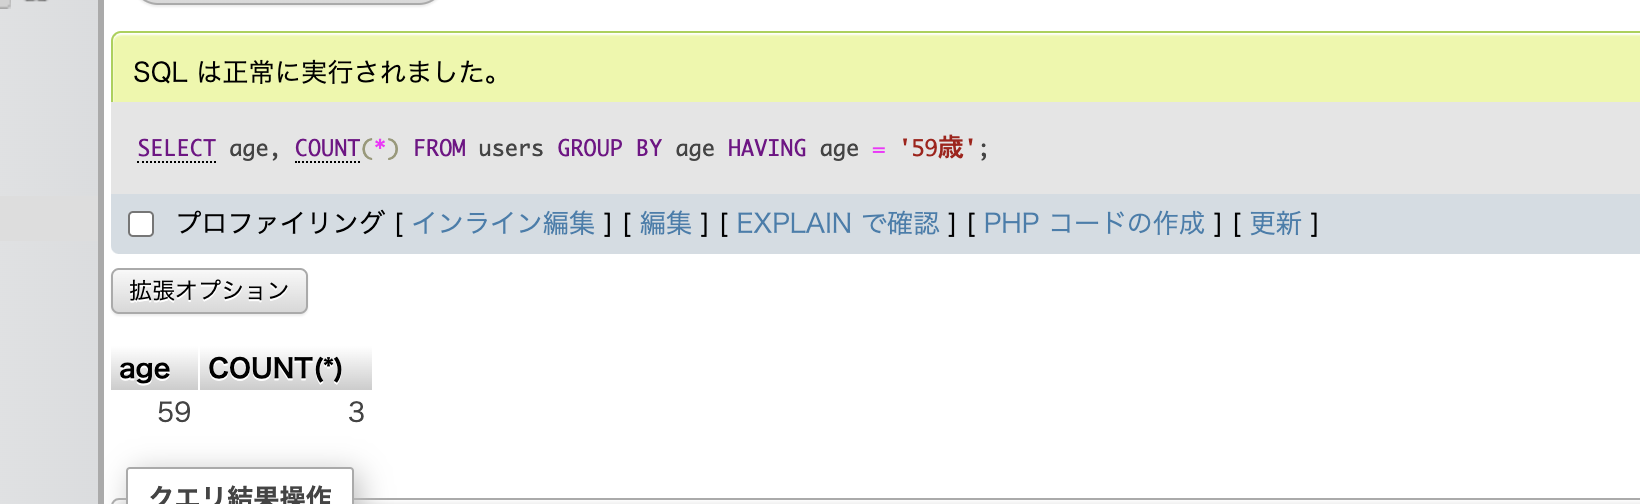 SQL は正常に実行されました。
SELECT age, COUNT(*) FROM users GROUP BY age HAVING age = '59歳';
プロファイリング [ インライン編集 ] [ 編集 ] [ EXPLAIN で確認 ] [ PHP コードの作成 ] [ 更新 ]
拡張オプション
age COUNT(*)
59 3
クエリ結果操作